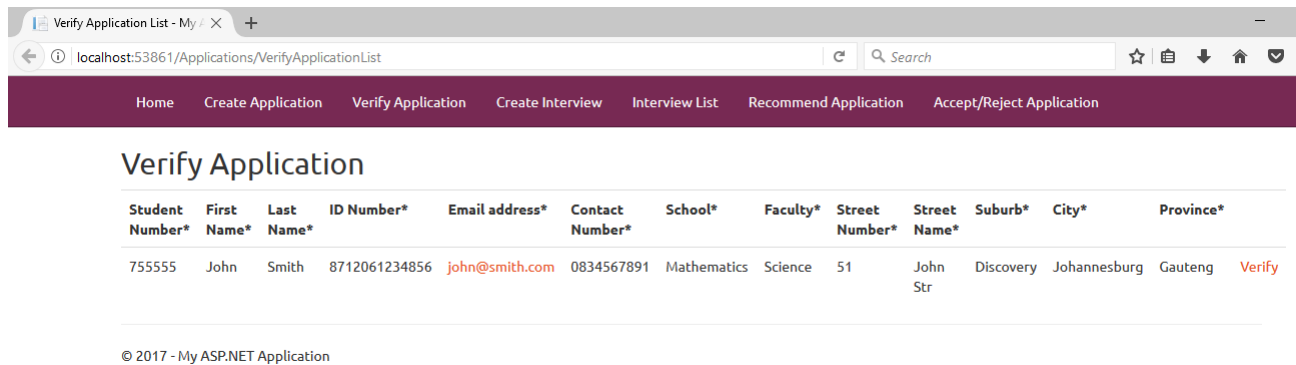 Verify Application List - My A
localhost:53861/Applications/VerifyApplicationList
Search
Home Create Application Verify Application Create Interview Interview List Recommend Application Accept/Reject Application
Verify Application
Student First Last ID Number* Email address* Contact School* Faculty* Street Street Suburb* City* Province*
Number* Name* Name* Number* Number* Name*
755555 John Smith 8712061234856 john@smith.com 0834567891 Mathematics Science 51 John Discovery Johannesburg Gauteng Verify
Str
© 2017 - My ASP.NET Application